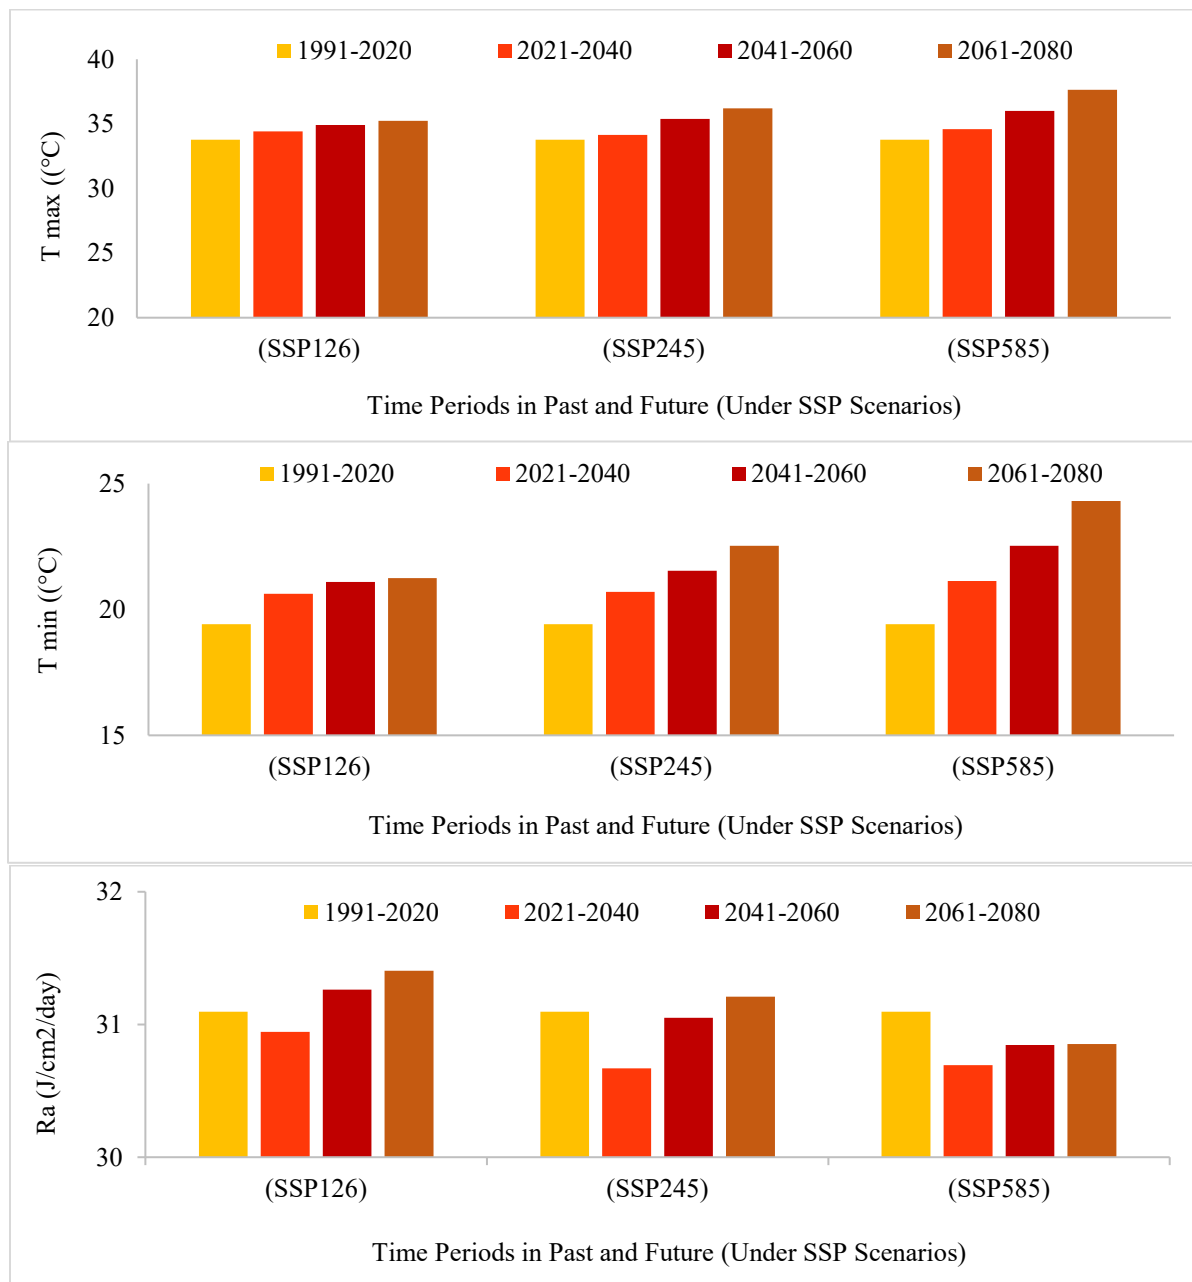 1991-2020 2021-2040 2041-2060 2061-2080
40
35
30
25
20
T max ((°C)
(SSP126) (SSP245) (SSP585)
Time Periods in Past and Future (Under SSP Scenarios)
1991-2020 2021-2040 2041-2060 2061-2080
25
20
15
T min ((°C)
(SSP126) (SSP245) (SSP585)
Time Periods in Past and Future (Under SSP Scenarios)
32
1991-2020 2021-2040 2041-2060 2061-2080
31
30
Ra (J/cm2/day)
(SSP126) (SSP245) (SSP585)
Time Periods in Past and Future (Under SSP Scenarios)